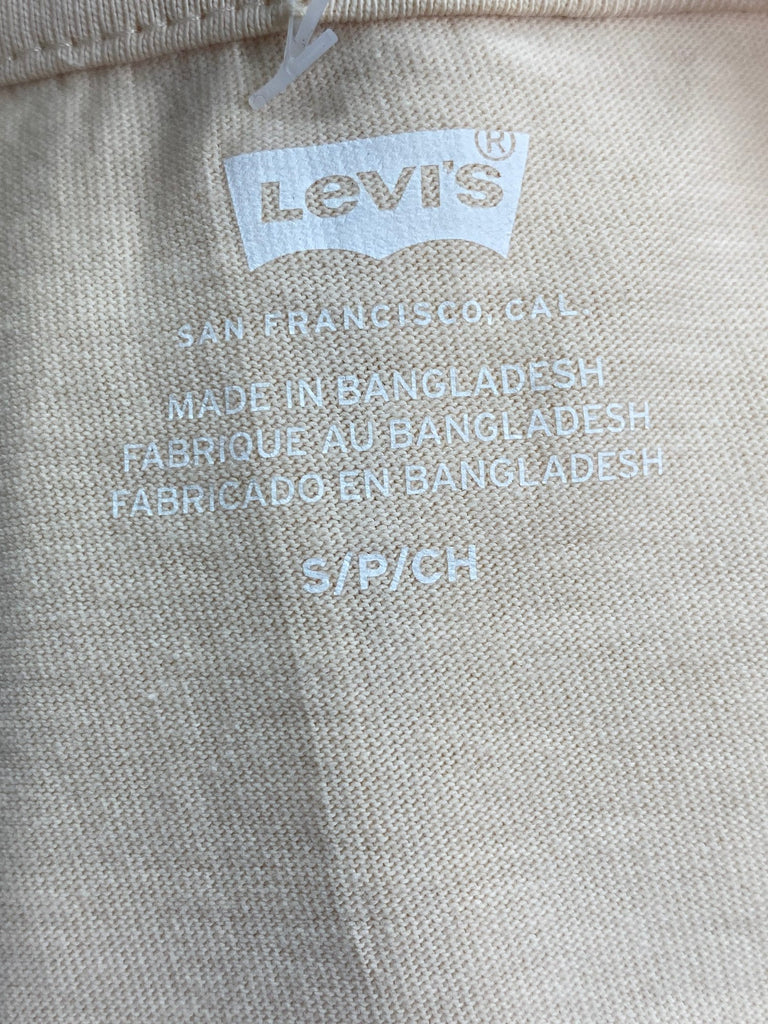 Levi's®
SAN FRANCISCO, CAL.
MADE IN BANGLADESH
FABRIQUE AU BANGLADESH
FABRICADO EN BANGLADESH
S/P/CH